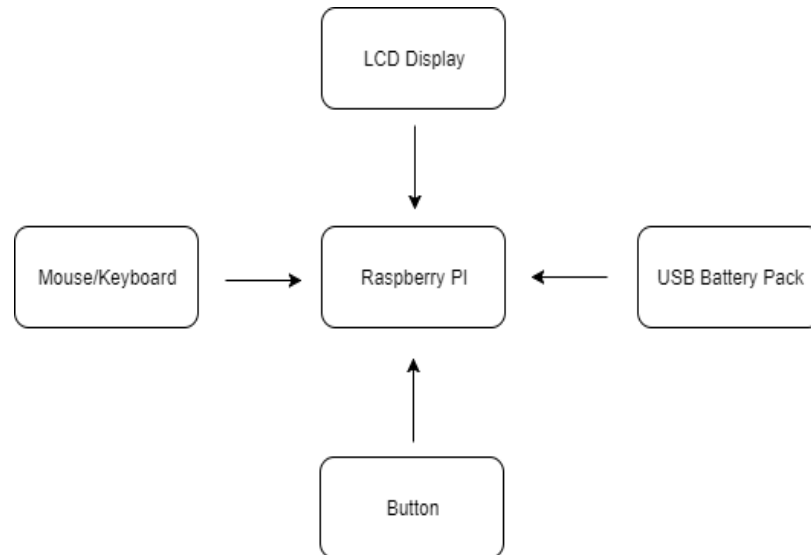 LCD Display
Mouse/Keyboard
Raspberry PI
USB Battery Pack
Button